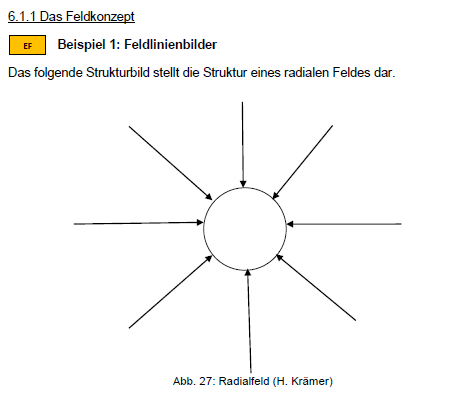 6.1.1 Das Feldkonzept
EF Beispiel 1: Feldlinienbilder
Das folgende Strukturbild stellt die Struktur eines radialen Feldes dar.
Abb. 27: Radialfeld (H. Krämer)